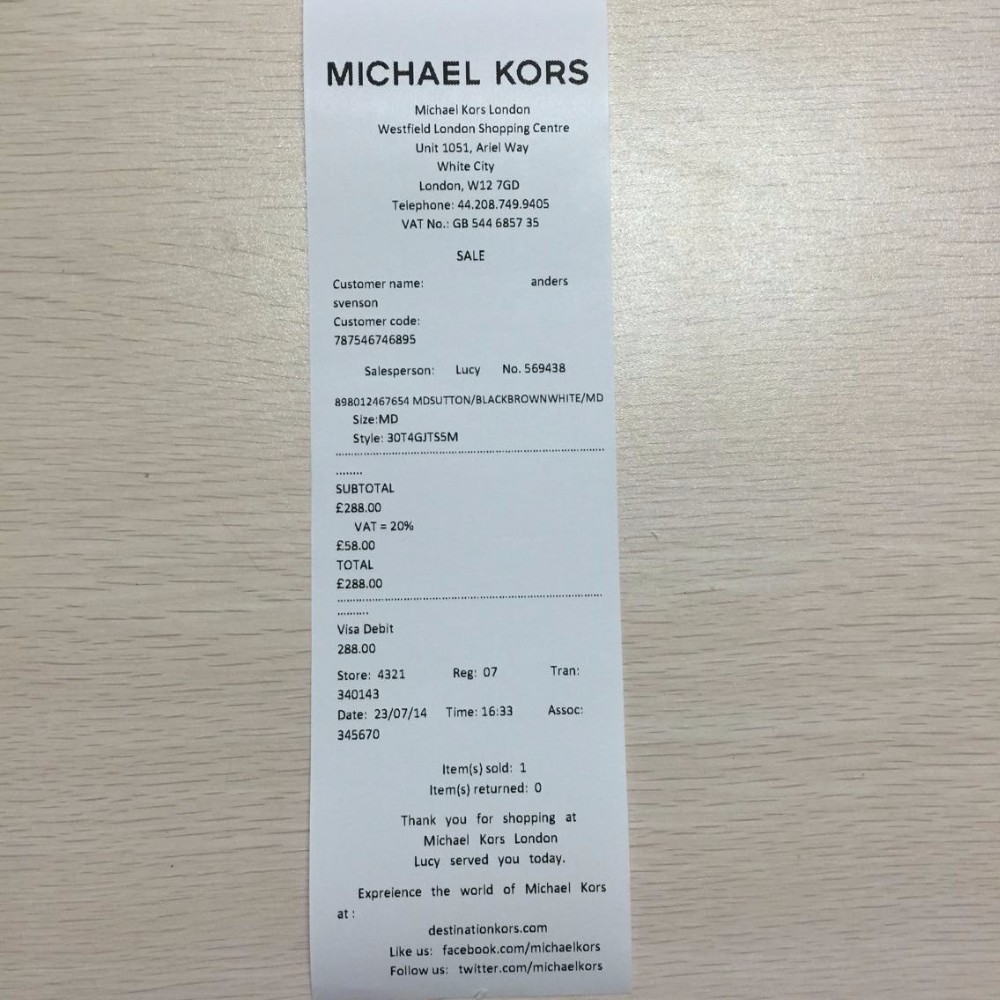 MICHAEL KORS
Michael Kors London
Westfield London Shopping Centre
Unit 1051, Ariel Way
White City
London, W12 7GD
Telephone: 44.208.749.9405
VAT No.: GB 544 6857 35
SALE
Customer name: anders
svenson
Customer code:
787546746895
Salesperson: Lucy No. 569438
898012467654 MDSUTTON/BLACKBROWNWHITE/MD
Size:MD
Style: 30T4GJTS5M
SUBTOTAL
£288.00
VAT = 20%
£58.00
TOTAL
£288.00
Visa Debit
288.00
Store: 4321 Reg: 07 Tran:
340143
Date: 23/07/14 Time: 16:33 Assoc:
345670
Item(s) sold: 1
Item(s) returned: 0
Thank you for shopping at
Michael Kors London
Lucy served you today.
Expreience the world of Michael Kors
at :
destinationkors.com
Like us: facebook.com/michaelkors
Follow us: twitter.com/michaelkors